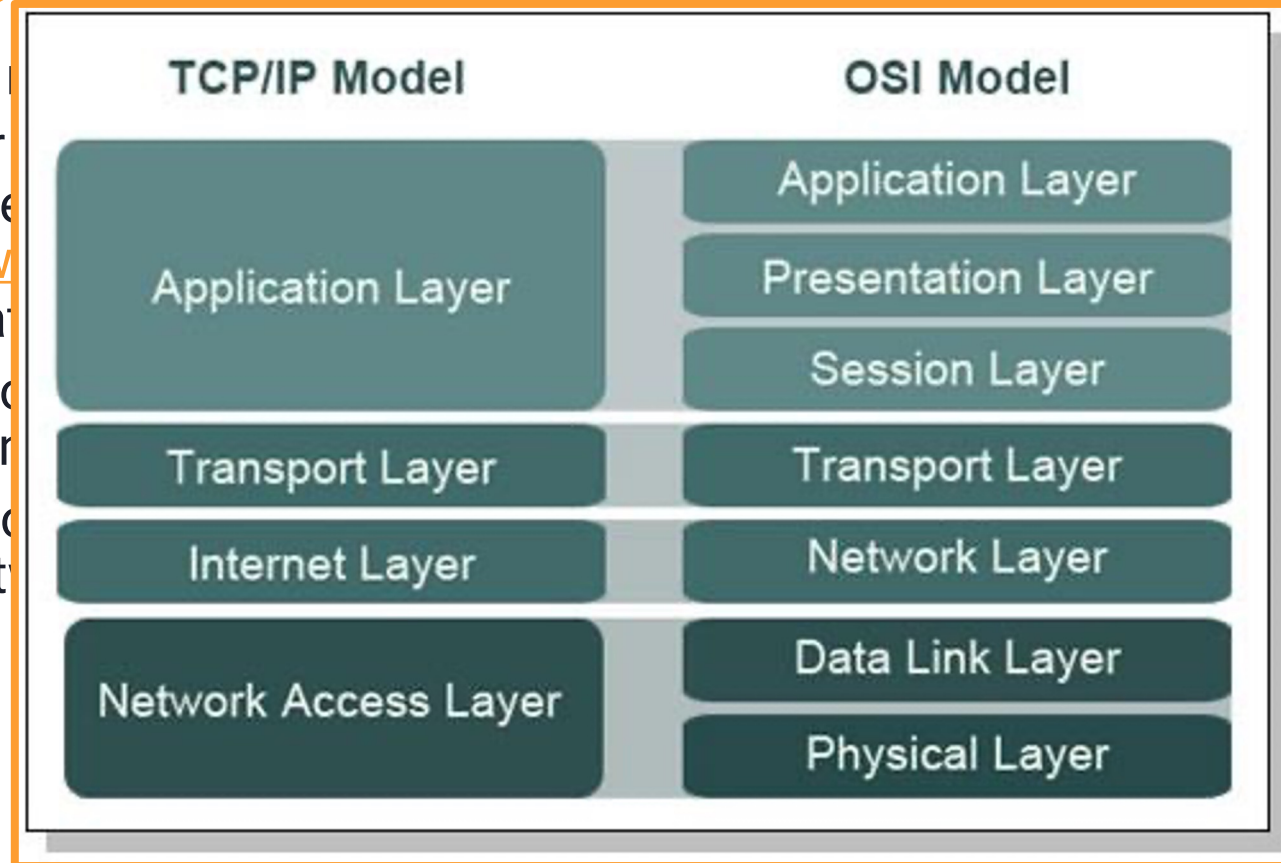 TCP/IP Model
OSI Model
Application Layer
Application Layer
Presentation Layer
Session Layer
Transport Layer
Transport Layer
Internet Layer
Network Layer
Network Access Layer
Data Link Layer
Physical Layer